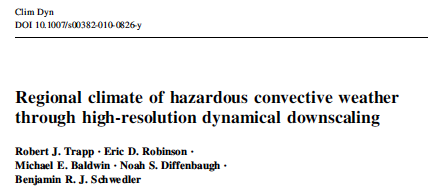 Clim Dyn
DOI 10.1007/s00382-010-0826-y
Regional climate of hazardous convective weather
through high-resolution dynamical downscaling
Robert J. Trapp · Eric D. Robinson ·
Michael E. Baldwin · Noah S. Diffenbaugh ·
Benjamin R. J. Schwedler